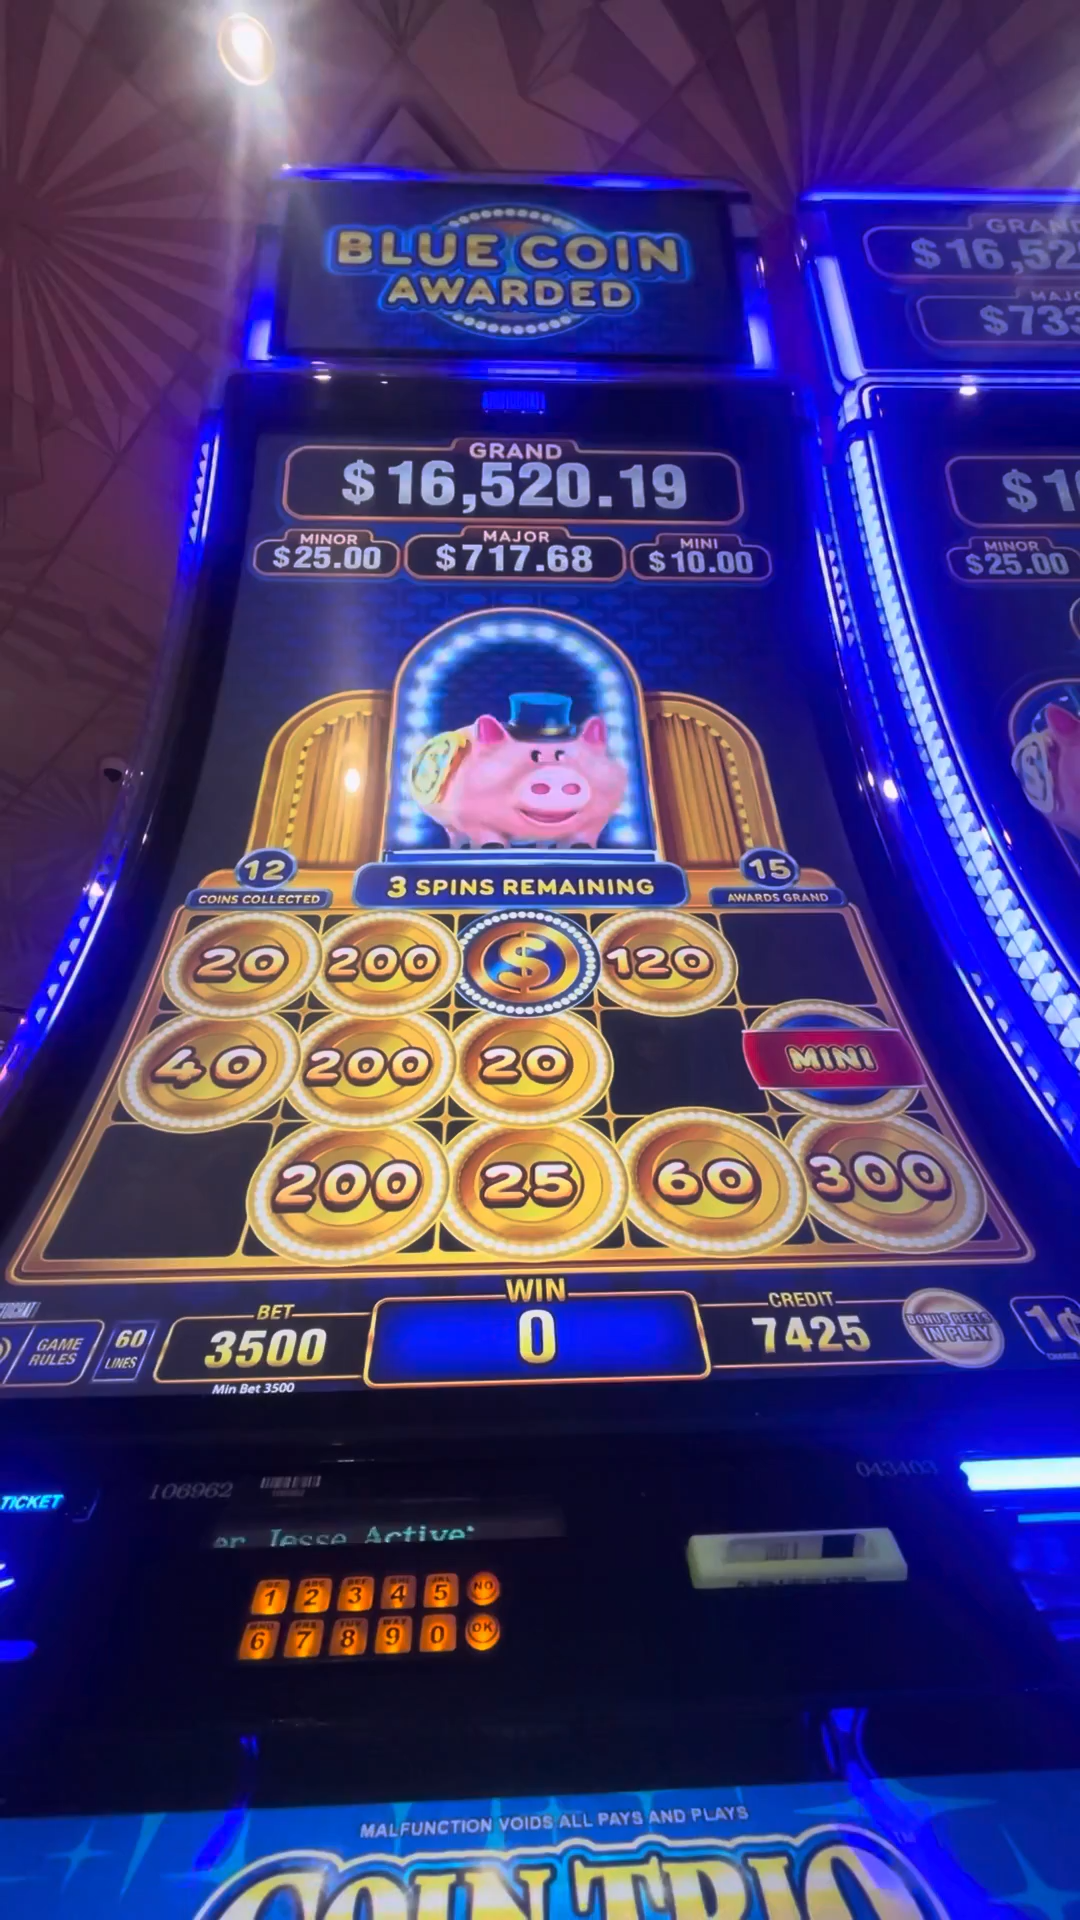 BLUE COIN
AWARDED
GRAND
$16,520.19
MINOR
$25.00
MAJOR
$717.68
MINI
$10.00
GRAND
$16,52
$733
$1
MINOR
$25.00
12
COINS COLLECTED
3 SPINS REMAINING
15
AWARDS GRAND
20 200 $ 120
40 200 20 MINI
200 25 60 300
GAME
RULES
60
LINES
BET
3500
Min Bet 3500
WIN
0
CREDIT
7425
BONUS REELS
IN PLAY
1¢
TICKET
106962
043403
er Jesse Active*
1 2 3 4 5 NO
6 7 8 9 0 OK
MALFUNCTION VOIDS ALL PAYS AND PLAYS
COIN TRIO